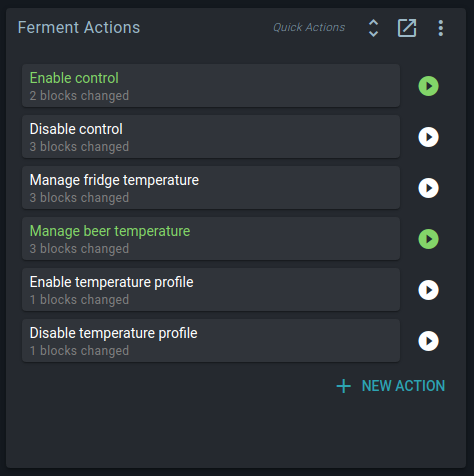 Ferment Actions
Quick Actions
Enable control
2 blocks changed
Disable control
3 blocks changed
Manage fridge temperature
3 blocks changed
Manage beer temperature
3 blocks changed
Enable temperature profile
1 blocks changed
Disable temperature profile
1 blocks changed
NEW ACTION